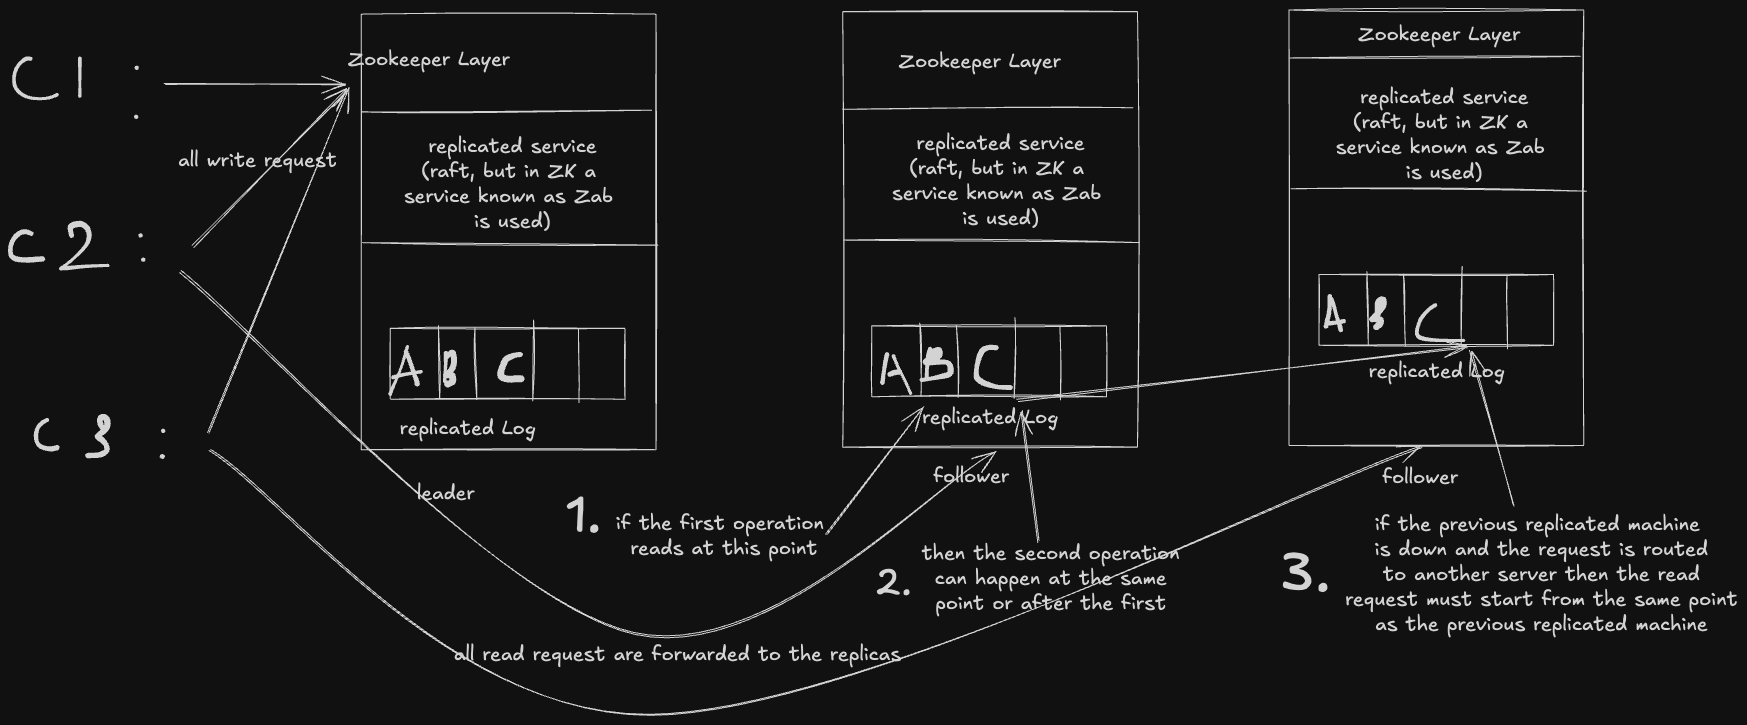 C1 :
all write request
C2 :
C3 :
Zookeeper Layer
replicated service
(raft, but in ZK a
service known as Zab
is used)
A B C
replicated Log
leader
Zookeeper Layer
replicated service
(raft, but in ZK a
service known as Zab
is used)
A B C
replicated Log
follower
Zookeeper Layer
replicated service
(raft, but in ZK a
service known as Zab
is used)
A B C
replicated Log
follower
1. if the first operation
reads at this point
2. then the second operation
can happen at the same
point or after the first
3. if the previous replicated machine
is down and the request is routed
to another server then the read
request must start from the same point
as the previous replicated machine
all read request are forwarded to the replicas